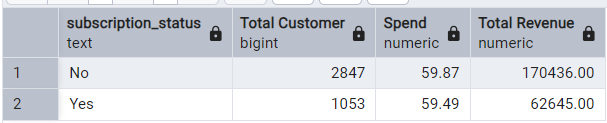 subscription_status Total Customer Spend Total Revenue
text bigint numeric numeric
1 No 2847 59.87 170436.00
2 Yes 1053 59.49 62645.00